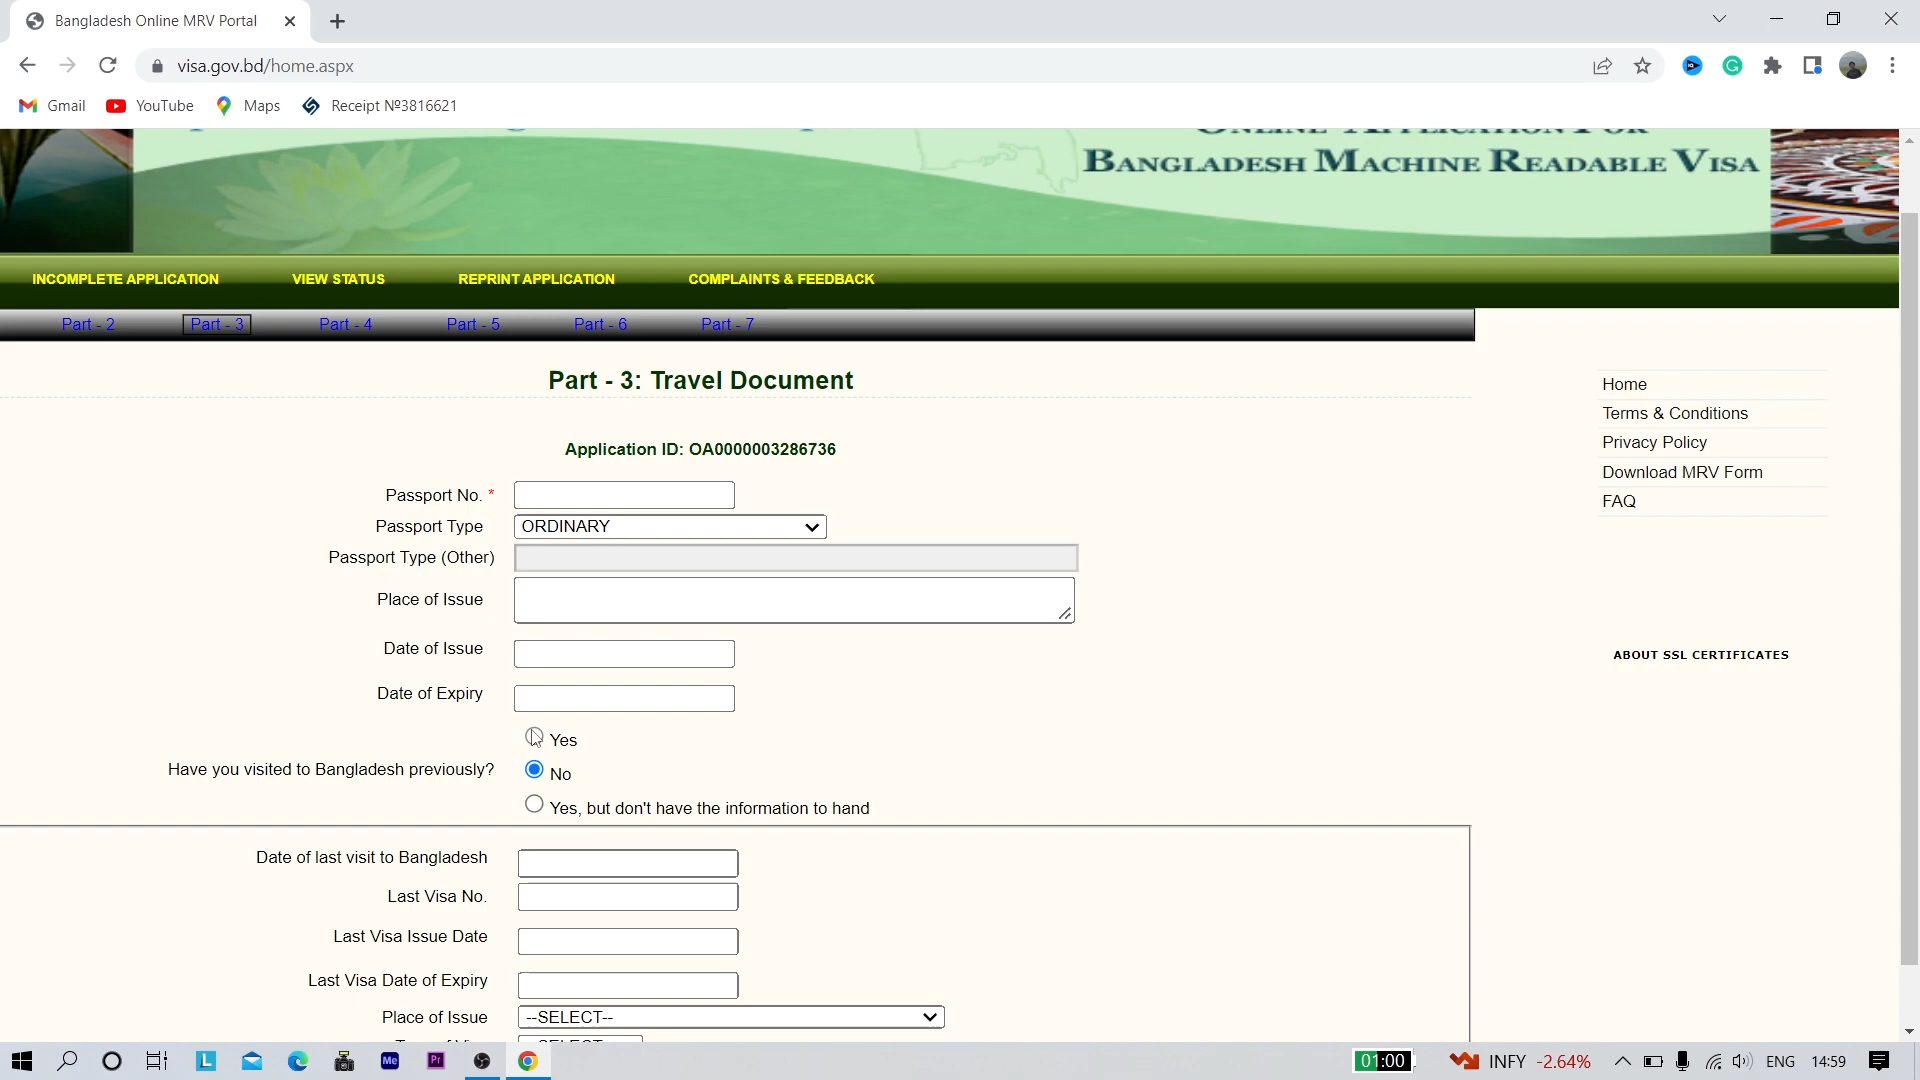 Bangladesh Online MRV Portal
visa.gov.bd/home.aspx
Gmail
YouTube
Maps
Receipt Nº3816621
BANGLADESH MACHINE READABLE VISA
INCOMPLETE APPLICATION
VIEW STATUS
REPRINT APPLICATION
COMPLAINTS & FEEDBACK
Part - 2
Part - 3
Part - 4
Part - 5
Part - 6
Part - 7
Part - 3: Travel Document
Application ID: OA0000003286736
Passport No. *
Passport Type
ORDINARY
Passport Type (Other)
Place of Issue
Date of Issue
Date of Expiry
Have you visited to Bangladesh previously?
Yes
No
Yes, but don't have the information to hand
Date of last visit to Bangladesh
Last Visa No.
Last Visa Issue Date
Last Visa Date of Expiry
Place of Issue
--SELECT--
Home
Terms & Conditions
Privacy Policy
Download MRV Form
FAQ
ABOUT SSL CERTIFICATES
L
Me
Pr
01:00
INFY -2.64%
ENG
14:59